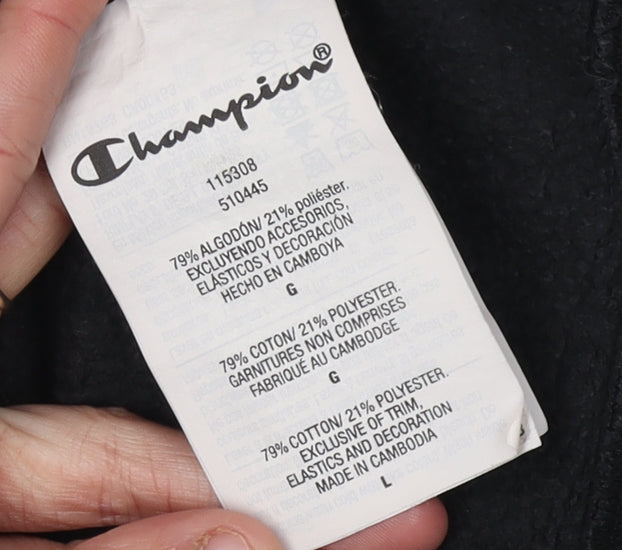 Champion®
115308
510445
79% ALGODÓN/ 21% poliéster.
EXCLUYENDO ACCESORIOS,
ELÁSTICOS Y DECORACIÓN
HECHO EN CAMBOYA
G
79% COTON/ 21% POLYESTER.
GARNITURES NON COMPRISES
FABRIQUÉ AU CAMBODGE
G
79% COTTON/ 21% POLYESTER.
EXCLUSIVE OF TRIM,
ELASTICS AND DECORATION
MADE IN CAMBODIA
L